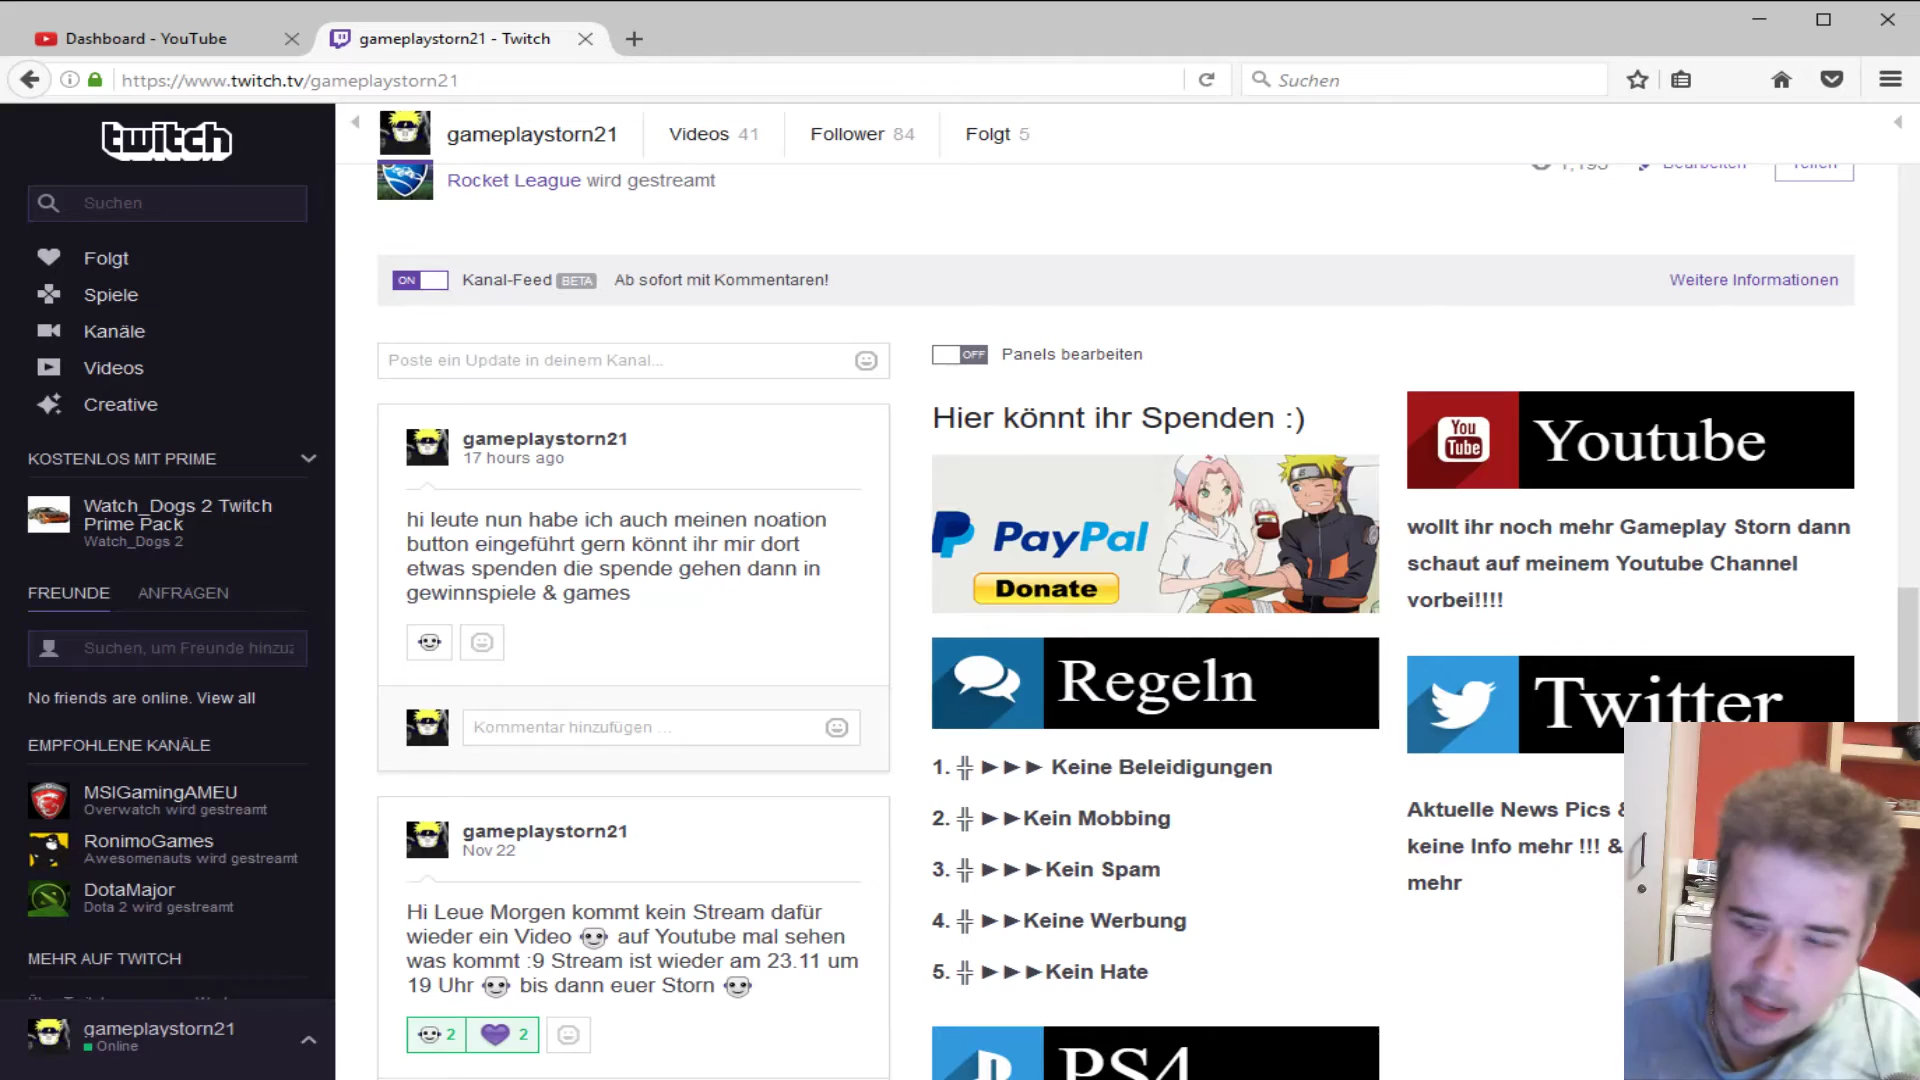 Dashboard - YouTube
gameplaystorn21 - Twitch
https://www.twitch.tv/gameplaystorn21
Suchen
twitch
Suchen
Folgt
Spiele
Kanäle
Videos
Creative
KOSTENLOS MIT PRIME
Watch_Dogs 2 Twitch
Prime Pack
Watch_Dogs 2
FREUNDE ANFRAGEN
Suchen, um Freunde hinzuz
No friends are online. View all
EMPFOHLENE KANÄLE
MSIGamingAMEU
Overwatch wird gestreamt
RonimoGames
Awesomenauts wird gestreamt
DotaMajor
Dota 2 wird gestreamt
MEHR AUF TWITCH
gameplaystorn21
Online
gameplaystorn21 Videos 41 Follower 84 Folgt 5
Rocket League wird gestreamt
1,195 Bearbeiten Teilen
ON Kanal-Feed BETA Ab sofort mit Kommentaren! Weitere Informationen
Poste ein Update in deinem Kanal...
gameplaystorn21
17 hours ago
hi leute nun habe ich auch meinen noation
button eingeführt gern könnt ihr mir dort
etwas spenden die spende gehen dann in
gewinnspiele & games
Kommentar hinzufügen ...
gameplaystorn21
Nov 22
Hi Leue Morgen kommt kein Stream dafür
wieder ein Video auf Youtube mal sehen
was kommt :9 Stream ist wieder am 23.11 um
19 Uhr bis dann euer Storn
2 2
OFF Panels bearbeiten
Hier könnt ihr Spenden :)
PayPal
Donate
Regeln
1. ╬ ►►► Keine Beleidigungen
2. ╬ ►►Kein Mobbing
3. ╬ ►►►Kein Spam
4. ╬ ►►Keine Werbung
5. ╬ ►►►Kein Hate
PS4
You
Tube
Youtube
wollt ihr noch mehr Gameplay Storn dann
schaut auf meinem Youtube Channel
vorbei!!!!
Twitter
Aktuelle News Pics &
keine Info mehr !!! &
mehr